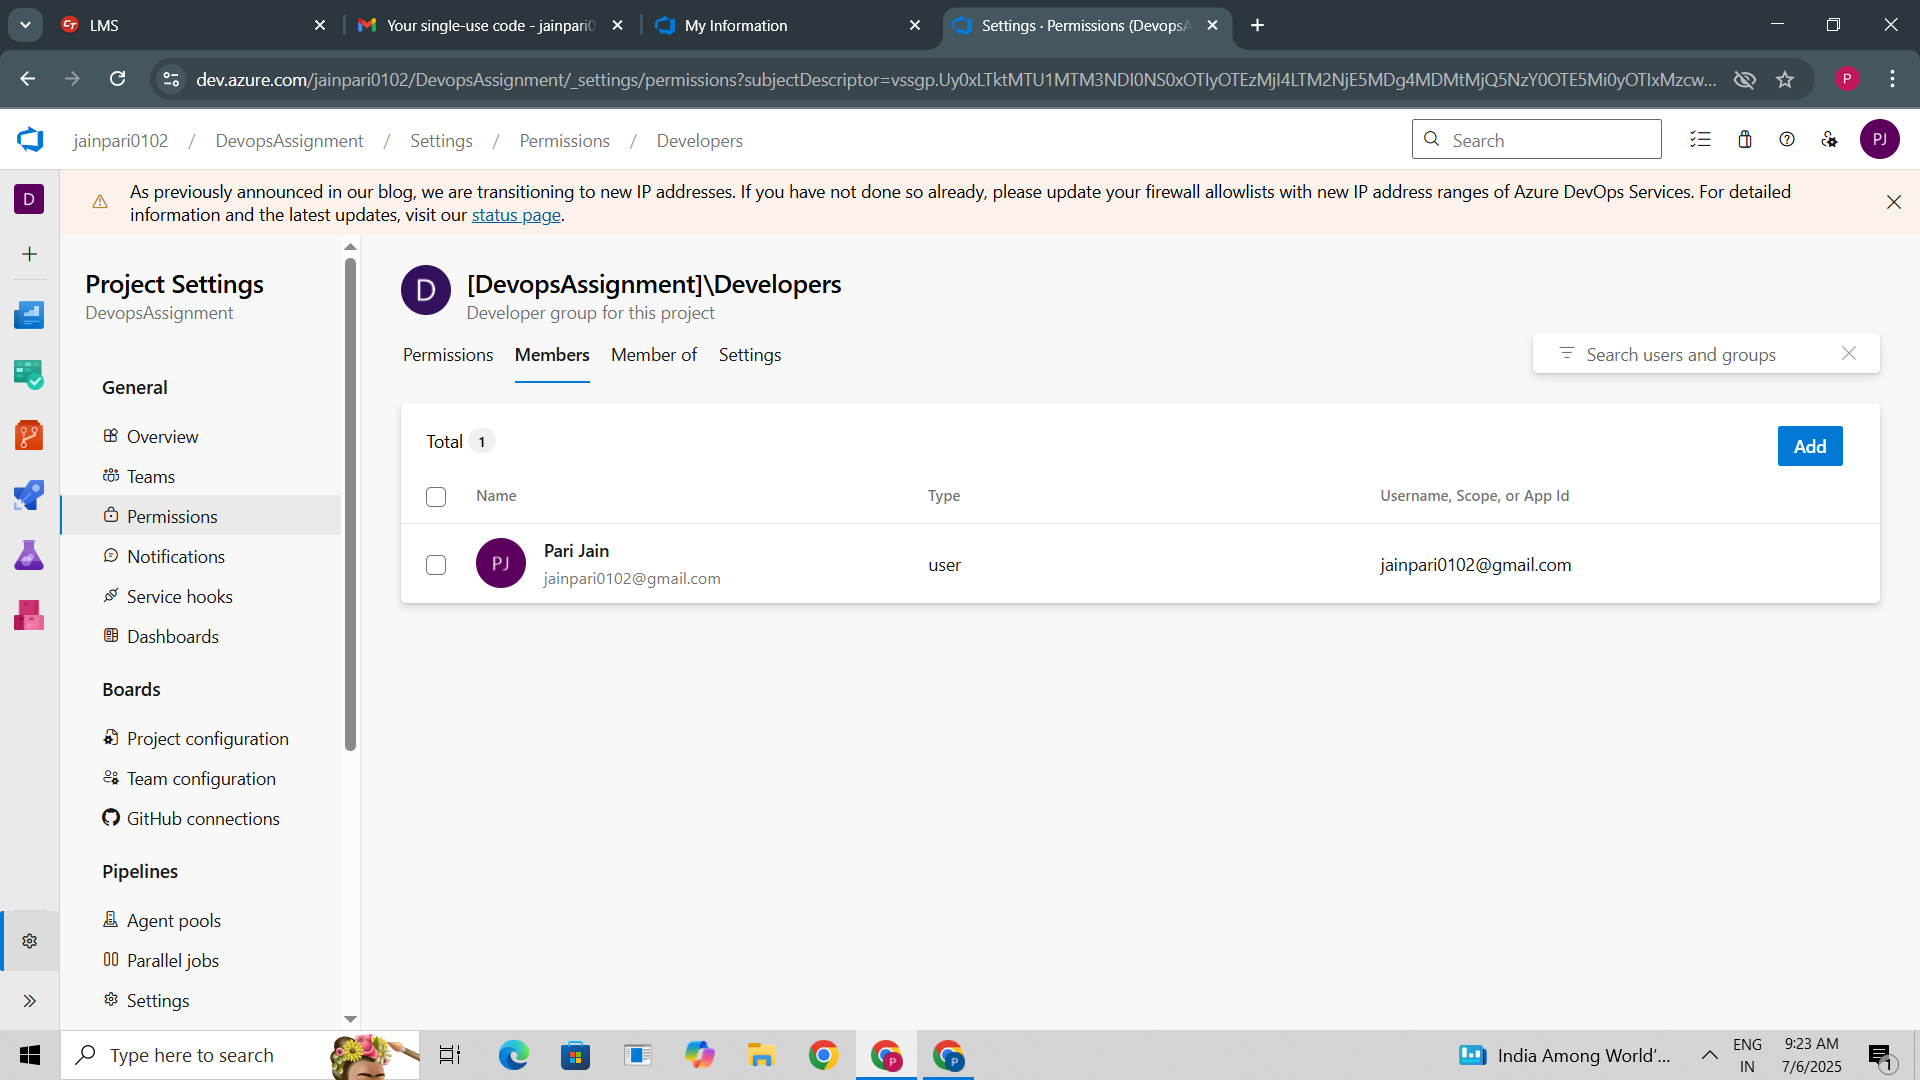 LMS
Your single-use code - jainpari0
My Information
Settings · Permissions (DevopsA
dev.azure.com/jainpari0102/DevopsAssignment/_settings/permissions?subjectDescriptor=vssgp.Uy0xLTktMTU1MTM3NDI0NS0xOTIyOTEzMjI4LTM2NjE5MDg4MDMtMjQ5NzY0OTE5Mi0yOTIxMzcw...
P
jainpari0102 / DevopsAssignment / Settings / Permissions / Developers
Search
PJ
D
As previously announced in our blog, we are transitioning to new IP addresses. If you have not done so already, please update your firewall allowlists with new IP address ranges of Azure DevOps Services. For detailed
information and the latest updates, visit our status page.
Project Settings
DevopsAssignment
General
Overview
Teams
Permissions
Notifications
Service hooks
Dashboards
Boards
Project configuration
Team configuration
GitHub connections
Pipelines
Agent pools
Parallel jobs
Settings
D
[DevopsAssignment]\Developers
Developer group for this project
Permissions Members Member of Settings
Search users and groups
Total 1
Add
Name Type Username, Scope, or App Id
PJ
Pari Jain
jainpari0102@gmail.com
user
jainpari0102@gmail.com
Type here to search
P
P
India Among World'...
ENG
IN
9:23 AM
7/6/2025
1